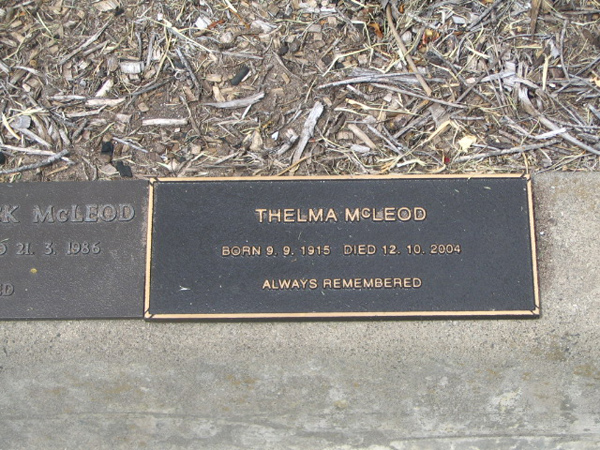 McLEOD
21. 3. 1986
THELMA McLEOD
BORN 9. 9. 1915 DIED 12. 10. 2004
ALWAYS REMEMBERED